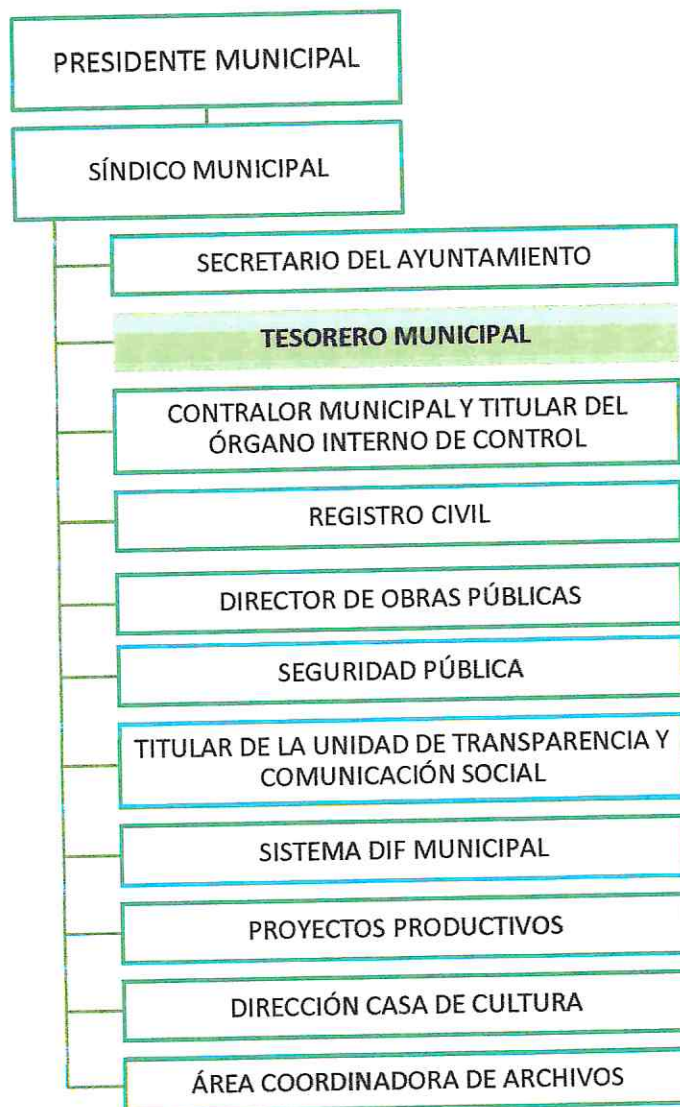 PRESIDENTE MUNICIPAL
SÍNDICO MUNICIPAL
SECRETARIO DEL AYUNTAMIENTO
TESORERO MUNICIPAL
CONTRALOR MUNICIPAL Y TITULAR DEL
ÓRGANO INTERNO DE CONTROL
REGISTRO CIVIL
DIRECTOR DE OBRAS PÚBLICAS
SEGURIDAD PÚBLICA
TITULAR DE LA UNIDAD DE TRANSPARENCIA Y
COMUNICACIÓN SOCIAL
SISTEMA DIF MUNICIPAL
PROYECTOS PRODUCTIVOS
DIRECCIÓN CASA DE CULTURA
ÁREA COORDINADORA DE ARCHIVOS